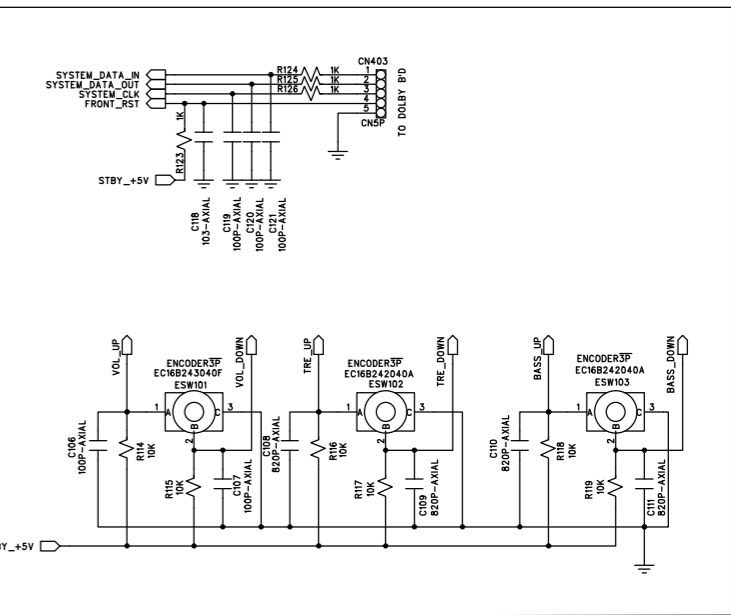 CN403
SYSTEM_DATA_IN R124 1K 1
SYSTEM_DATA_OUT R125 1K 2
SYSTEM_CLK R126 1K 3
FRONT_RST 4
5
CN5P
TO DOLBY B'D
1K
R123
STBY_+5V
C118
103-AXIAL
C119
100P-AXIAL
C120
100P-AXIAL
C121
100P-AXIAL
VOL_UP
ENCODER3P
EC16B243040F
ESW101
VOL_DOWN
1 A C 3
B
2
C106
100P-AXIAL
R114
10K
R115
10K
C107
100P-AXIAL
TRE_UP
ENCODER3P
EC16B242040A
ESW102
TRE_DOWN
1 A C 3
B
2
C108
820P-AXIAL
R116
10K
R117
10K
C109
820P-AXIAL
BASS_UP
ENCODER3P
EC16B242040A
ESW103
BASS_DOWN
1 A C 3
B
2
C110
820P-AXIAL
R118
10K
R119
10K
C111
820P-AXIAL
BY_+5V